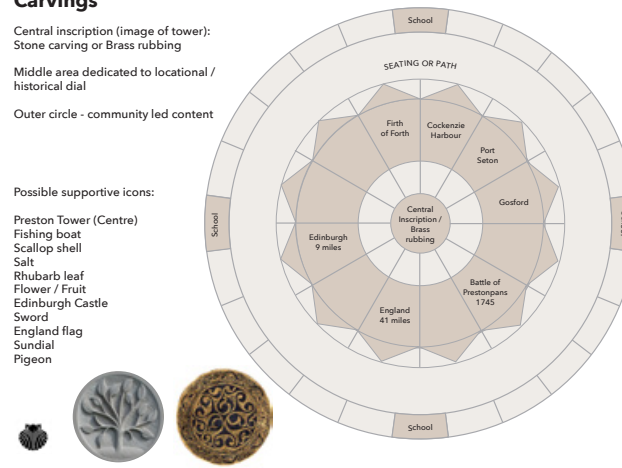 Carvings
Central inscription (image of tower):
Stone carving or Brass rubbing
Middle area dedicated to locational /
historical dial
Outer circle - community led content
Possible supportive icons:
Preston Tower (Centre)
Fishing boat
Scallop shell
Salt
Rhubarb leaf
Flower / Fruit
Edinburgh Castle
Sword
England flag
Sundial
Pigeon
School
SEATING OR PATH
Firth
of Forth
Cockenzie
Harbour
Port
Seton
Gosford
Central
Inscription /
Brass
rubbing
School
Edinburgh
9 miles
Battle of
Prestonpans
1745
England
41 miles
School